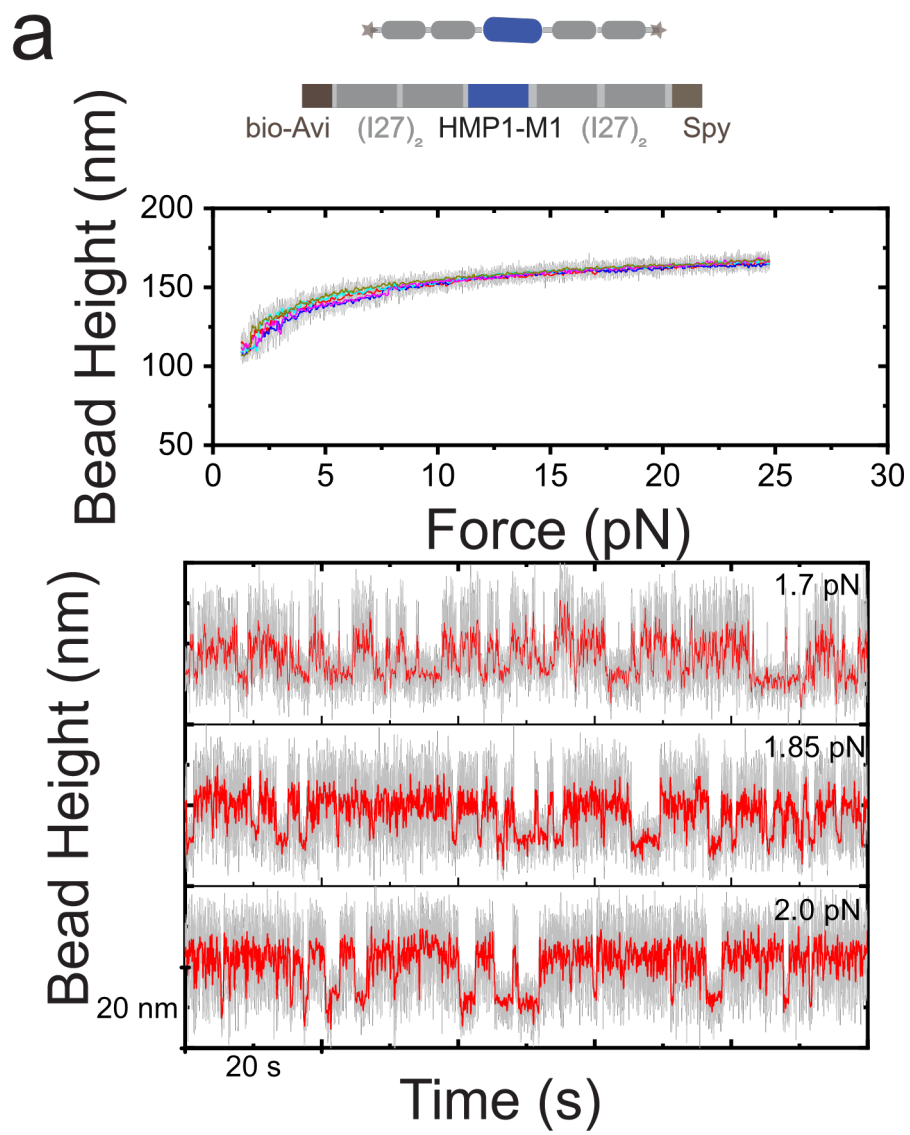 a
bio-Avi (I27)₂ HMP1-M1 (I27)₂ Spy
Bead Height (nm)
200
150
100
50
0 5 10 15 20 25 30
Force (pN)
Bead Height (nm)
1.7 pN
1.85 pN
2.0 pN
20 nm
20 s
Time (s)